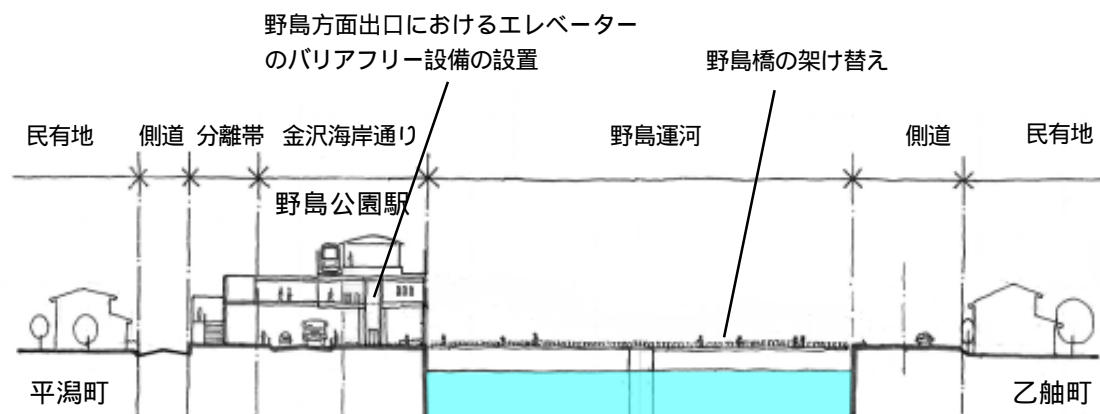 野島方面出口におけるエレベーター
のバリアフリー設備の設置
野島橋の架け替え
民有地
側道
分離帯
金沢海岸通り
野島運河
側道
民有地
野島公園駅
平潟町
乙舳町